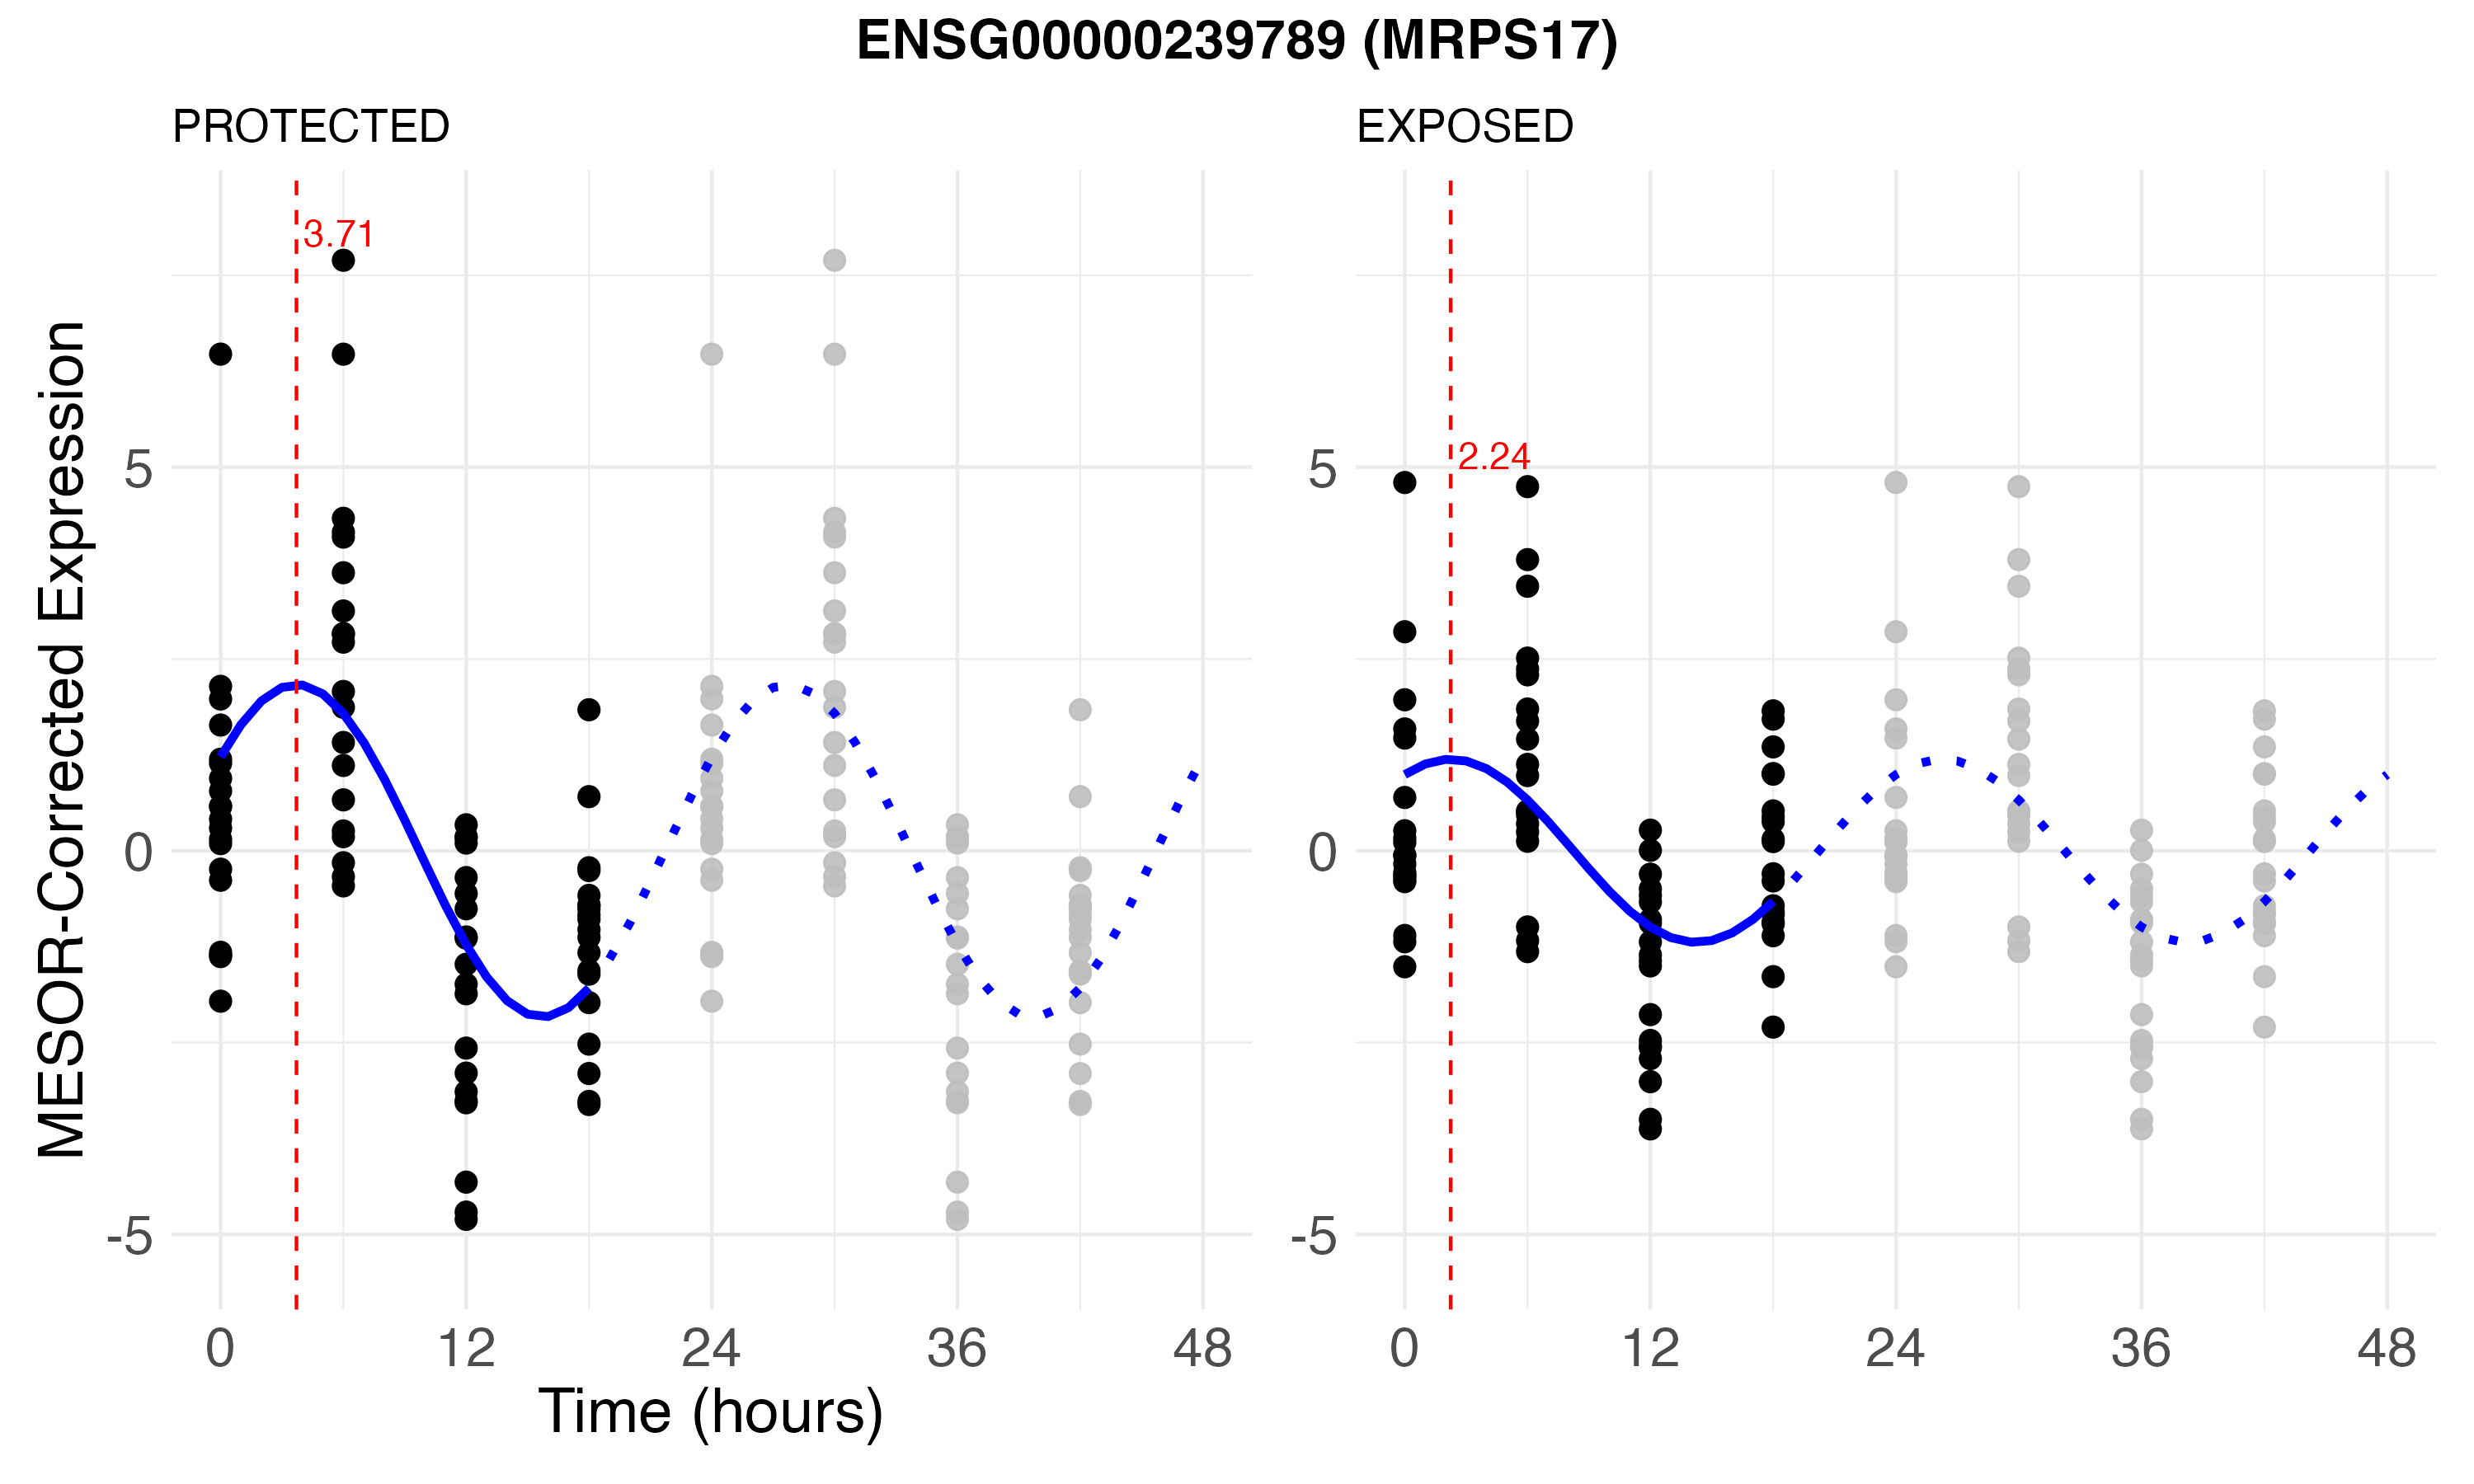 ENSG00000239789 (MRPS17)
PROTECTED
EXPOSED
MESOR-Corrected Expression
3.71
2.24
5
0
-5
5
0
-5
0 12 24 36 48
0 12 24 36 48
Time (hours)